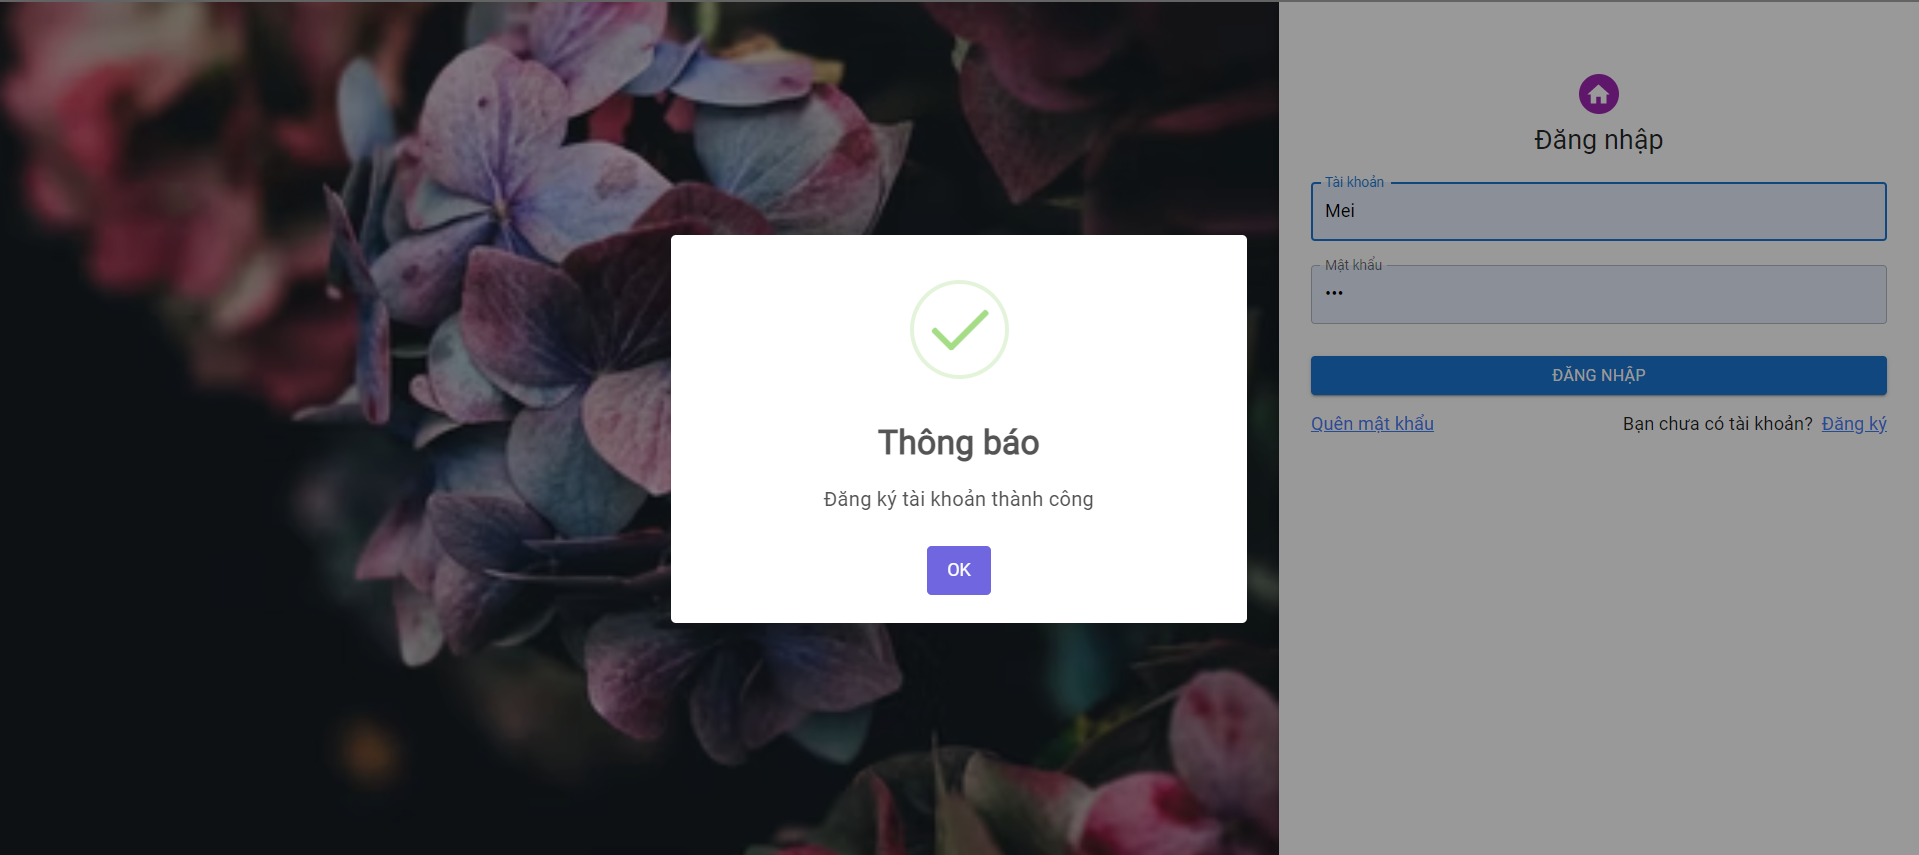 Đăng nhập
Tài khoản
Mei
Mật khẩu
•••
ĐĂNG NHẬP
Quên mật khẩu
Bạn chưa có tài khoản? Đăng ký
Thông báo
Đăng ký tài khoản thành công
OK